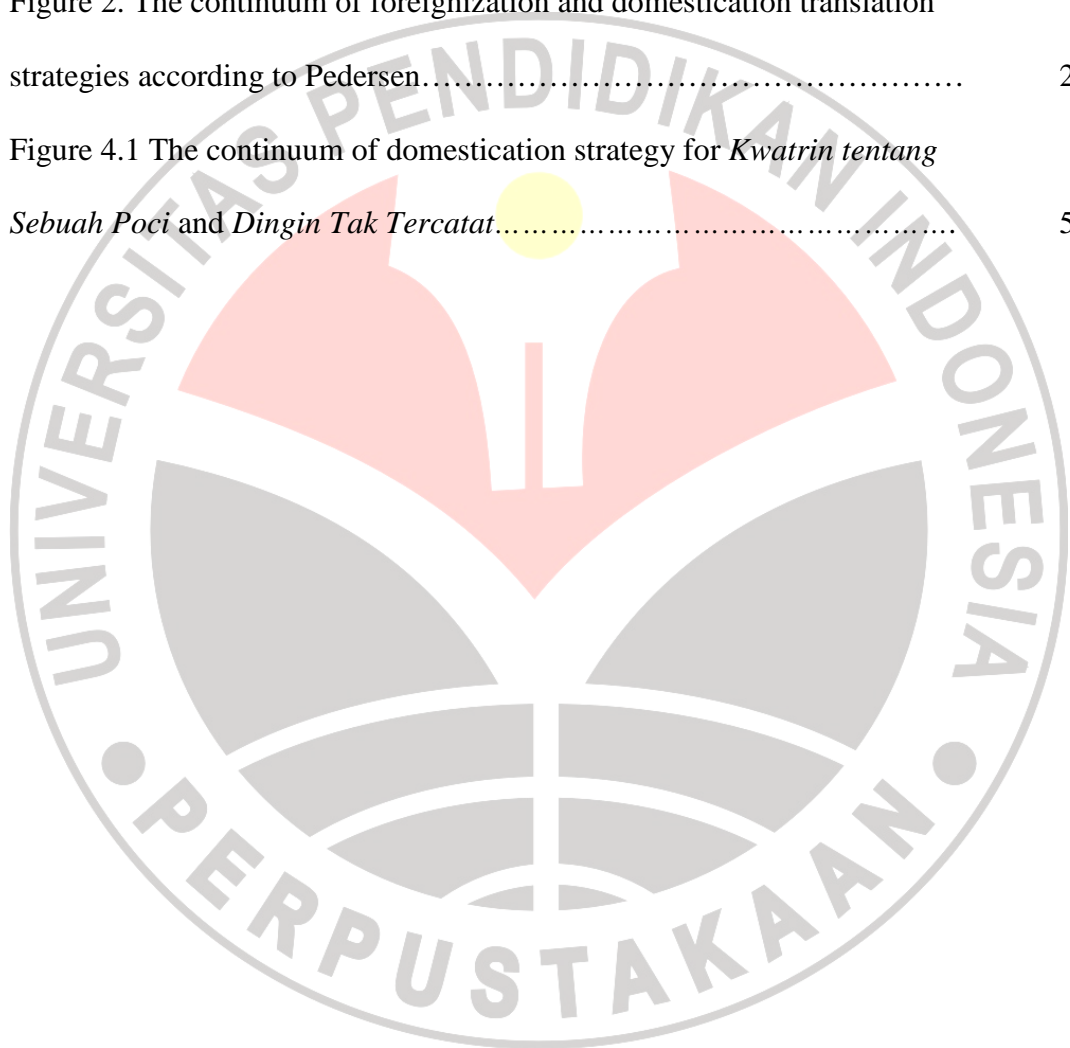 Figure 2. The continuum of foreignization and domestication translation
strategies according to Pedersen…………………………………………… 2
Figure 4.1 The continuum of domestication strategy for Kwatrin tentang
Sebuah Poci and Dingin Tak Tercatat…………………………………………. 5
UNIVERSITAS PENDIDIKAN INDONESIA
PERPUSTAKAAN